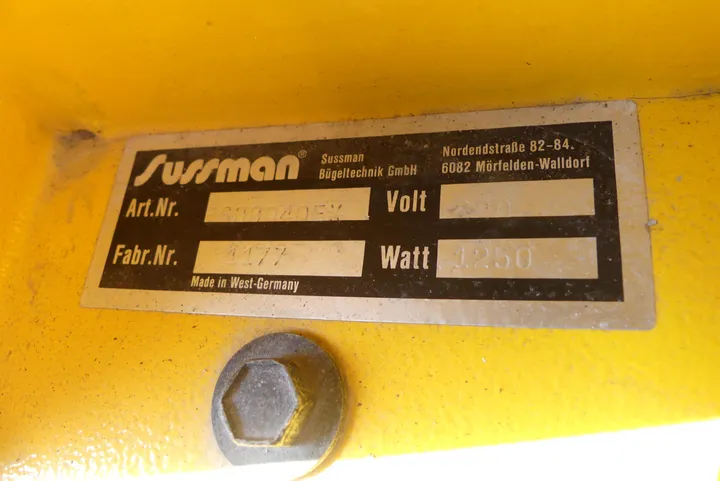 Sussman®
Sussman
Bügeltechnik GmbH
Nordendstraße 82-84.
6082 Mörfelden-Walldorf
Art.Nr.
Volt
Fabr.Nr.
Watt 1250
Made in West-Germany